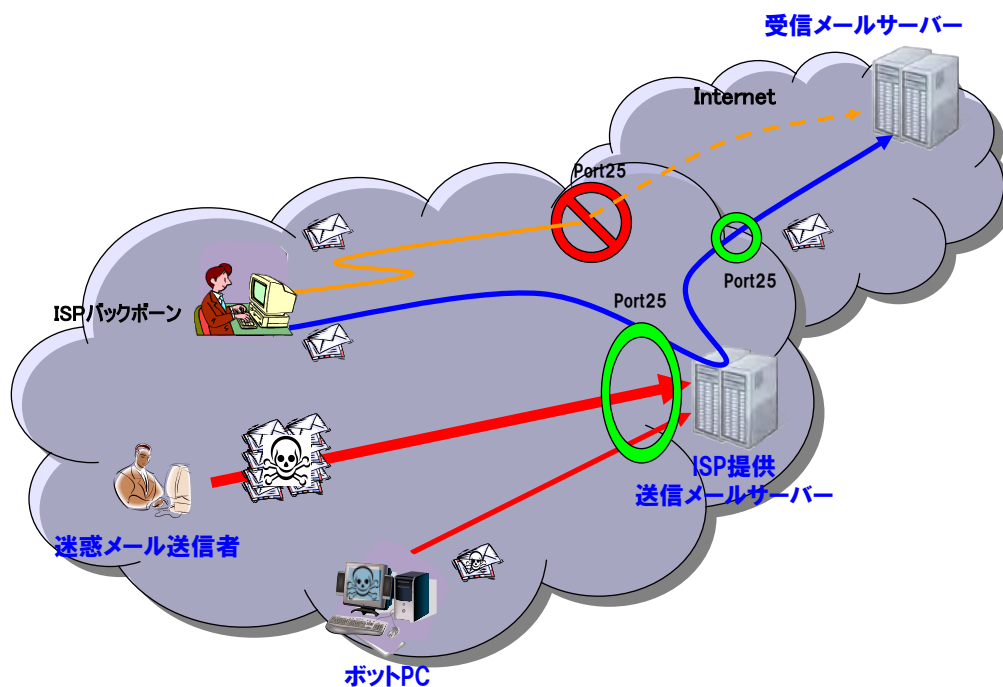 受信メールサーバー
Internet
Port25
Port25
Port25
ISPバックボーン
ISP提供
送信メールサーバー
迷惑メール送信者
ボットPC